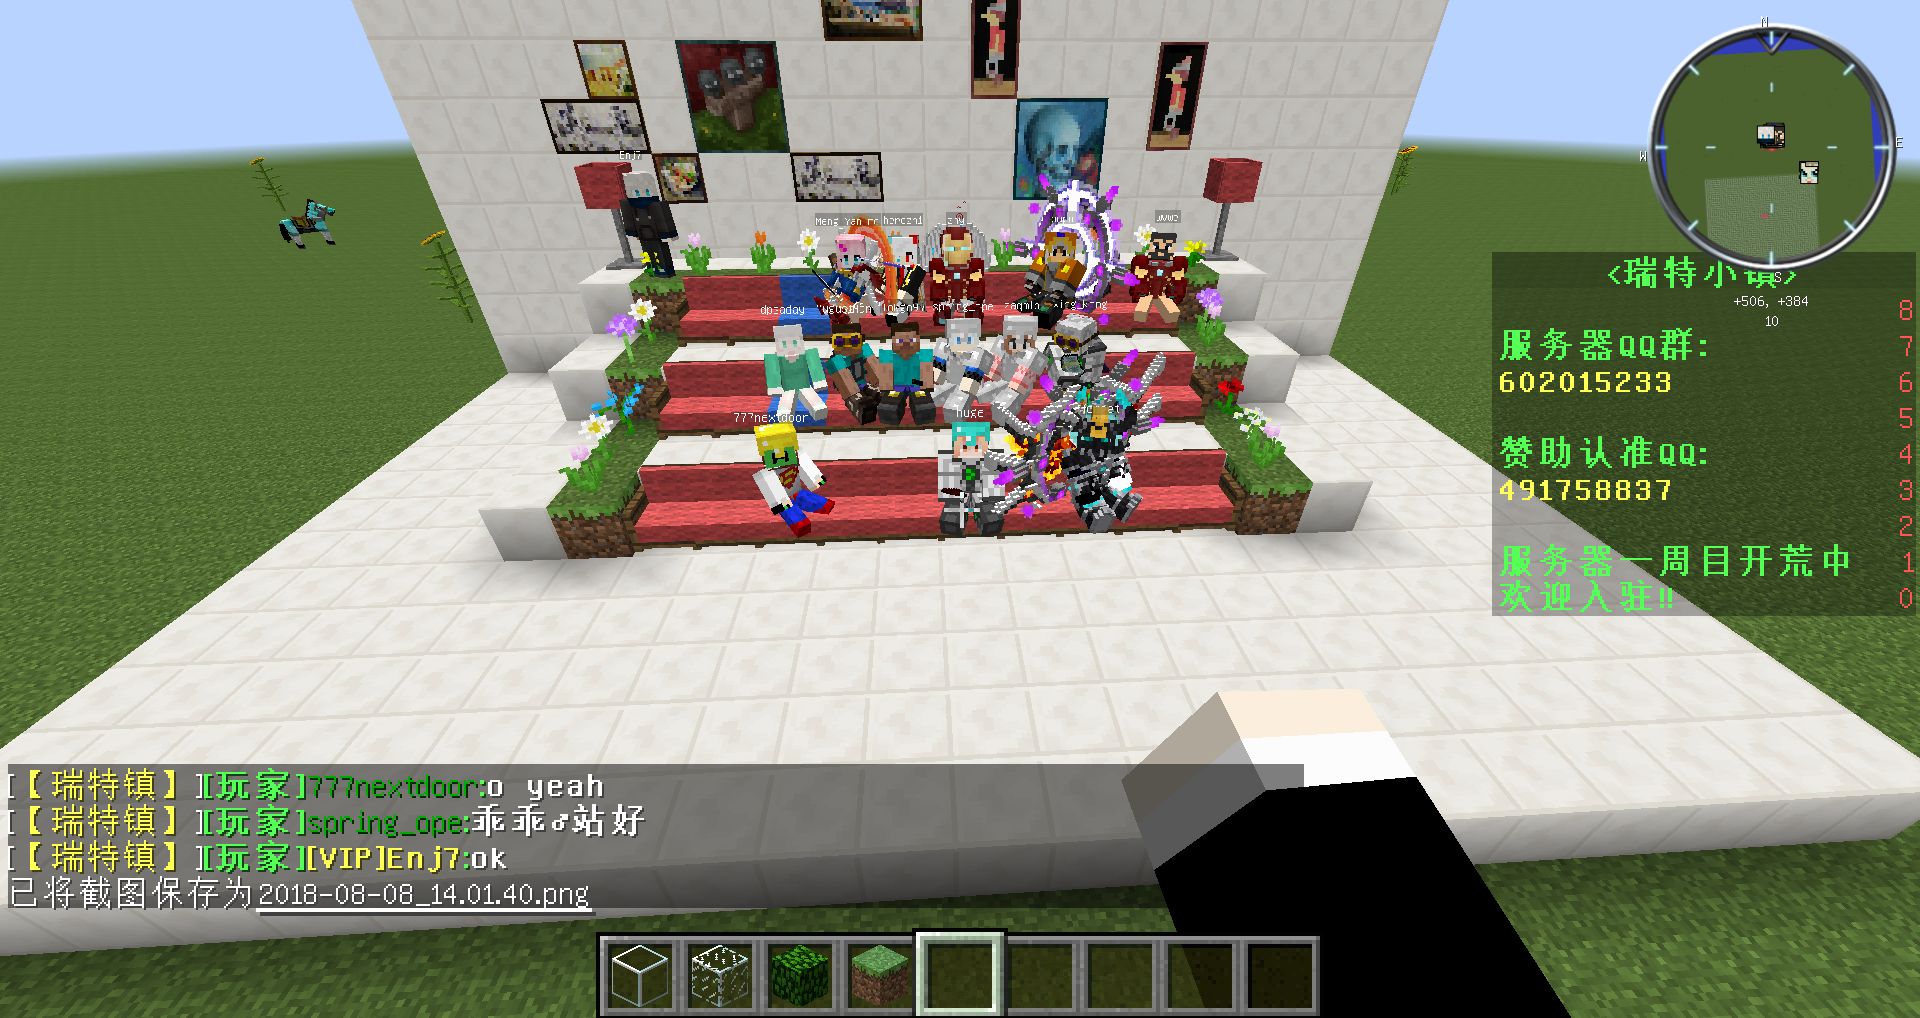 N
W
E
S
<瑞特小镇>
+506, +384
10
8
服务器QQ群:
7
602015233
6
5
赞助认准QQ:
4
491758837
3
2
服务器一周目开荒中
1
欢迎入驻!!
0
Enj7
dpsaday
spring_ope
777nextdoor
huge
[【瑞特镇】][玩家]777nextdoor:o yeah
[【瑞特镇】][玩家]spring_ope:乖乖♂站好
[【瑞特镇】][玩家][VIP]Enj7:ok
已将截图保存为2018-08-08_14.01.40.png